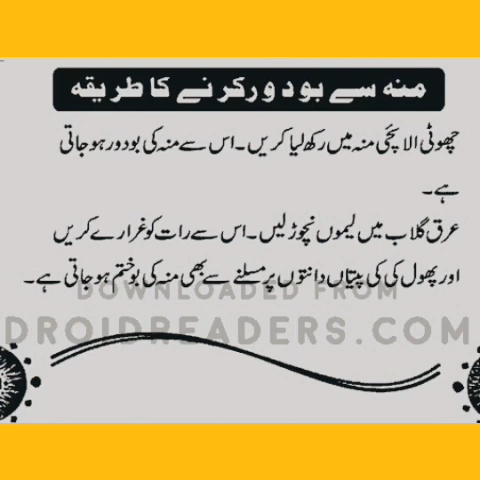 منہ سے بو دور کرنے کا طریقہ
چھوٹی الائچی منہ میں رکھ لیا کریں۔ اس سے منہ کی بو دور ہو جاتی
ہے۔
عرق گلاب میں لیموں نچوڑ لیں۔ اس سے رات کو غرارے کریں
اور پھول کی کی پیتاں دانتوں پر مسلنے سے بھی منہ کی بو ختم ہو جاتی ہے۔
DOWNLOADED FROM
DROIDREADERS.COM